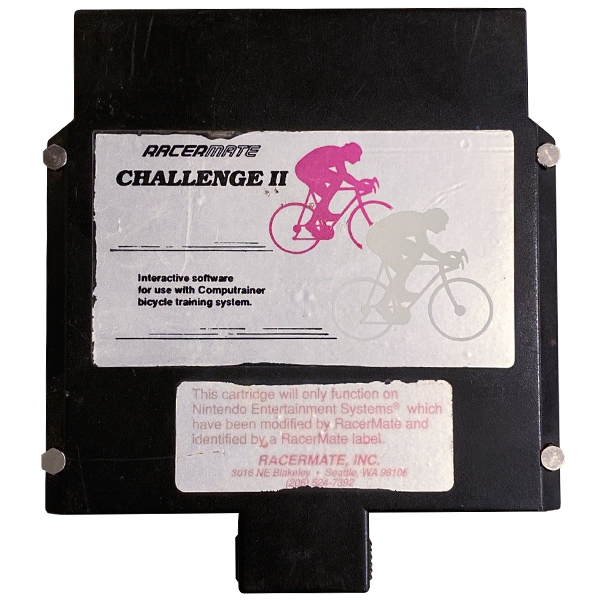 RACERMATE
CHALLENGE II
Interactive software
for use with Computrainer
bicycle training system.
This cartridge will only function on
Nintendo Entertainment Systems® which
have been modified by RacerMate and
identified by a RacerMate label.
RACERMATE, INC.
3016 NE Blakeley • Seattle, WA 98105
(206) 524-7392